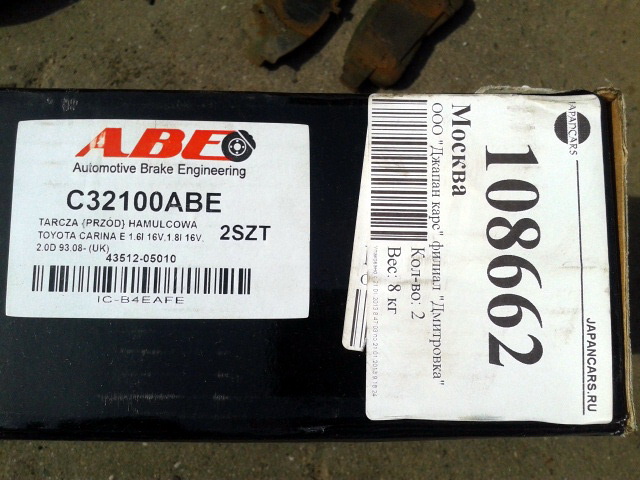 ABE
Automotive Brake Engineering
C32100ABE
TARCZA {PRZÓD} HAMULCOWA
TOYOTA CARINA E 1.6I 16V,1.8I 16V,
2.0D 93.08- (UK)
2SZT
43512-05010
IC-B4EAFE
JAPANCARS
108662
Москва
ООО "Джапан карс" филиал "Дмитровка"
Кол-во: 2
Вес: 8 кг
JAPANCARS.RU